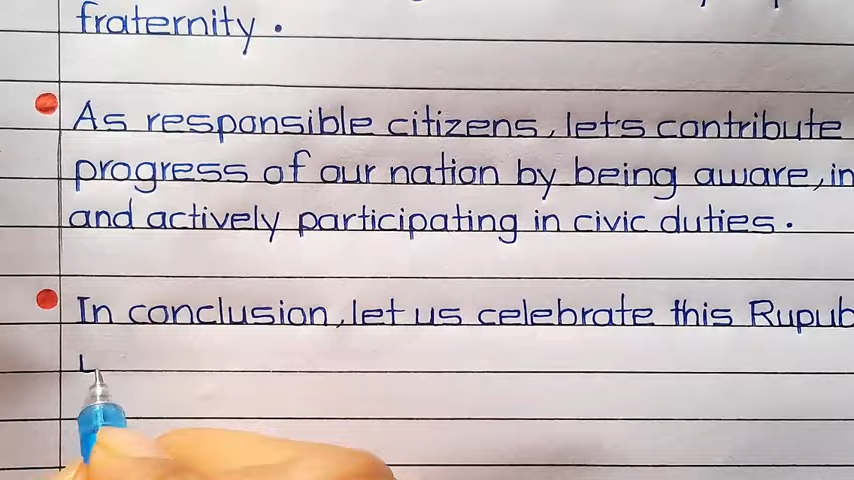 fraternity.
As responsible citizens, let's contribute
progress of our nation by being aware, in
and actively participating in civic duties.
In conclusion, let us celebrate this Rupub